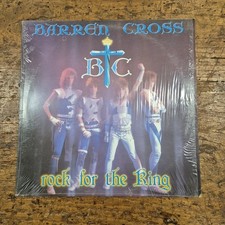 BARREN CROSS
BC
rock for the King